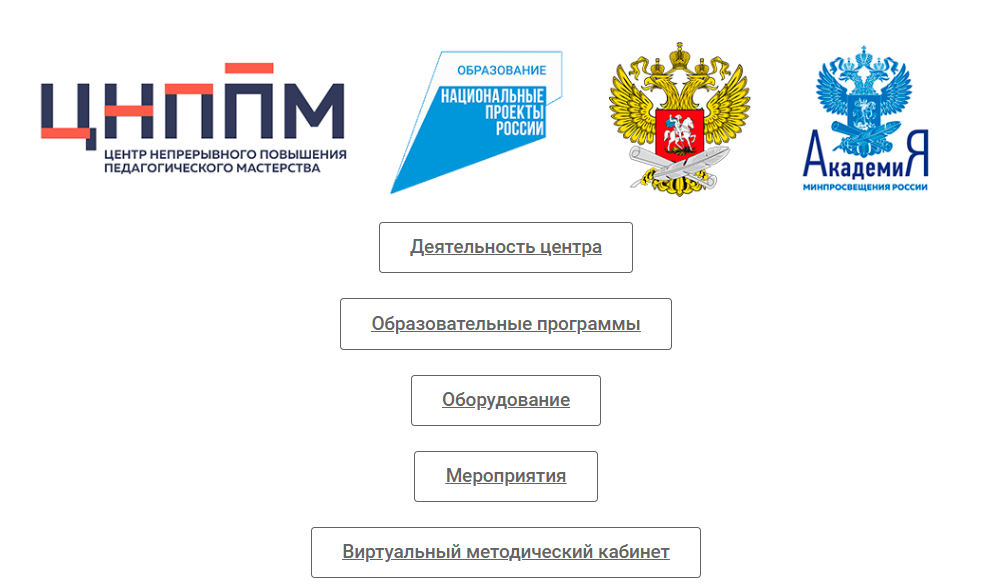 ЦНППМ
ЦЕНТР НЕПРЕРЫВНОГО ПОВЫШЕНИЯ
ПЕДАГОГИЧЕСКОГО МАСТЕРСТВА
ОБРАЗОВАНИЕ
НАЦИОНАЛЬНЫЕ
ПРОЕКТЫ
РОССИИ
АкадемиЯ
МИНПРОСВЕЩЕНИЯ РОССИИ
Деятельность центра
Образовательные программы
Оборудование
Мероприятия
Виртуальный методический кабинет